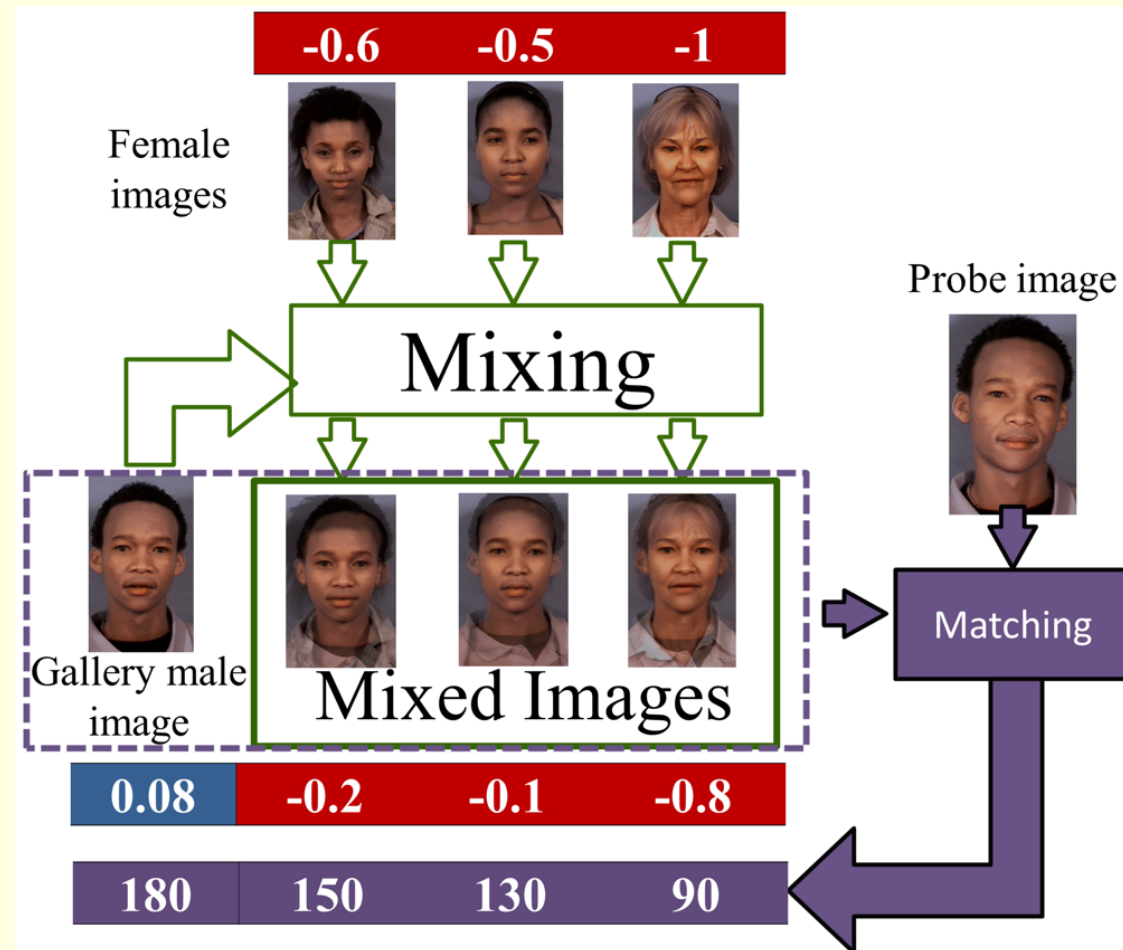 -0.6 -0.5 -1
Female
images
Probe image
Mixing
Matching
Gallery male
image
Mixed Images
0.08 -0.2 -0.1 -0.8
180 150 130 90